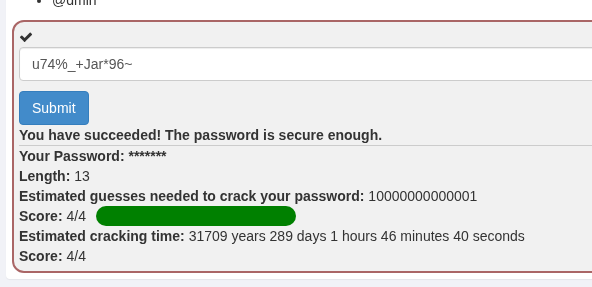 @dmin
u74%_+Jar*96~
Submit
You have succeeded! The password is secure enough.
Your Password: *******
Length: 13
Estimated guesses needed to crack your password: 10000000000001
Score: 4/4
Estimated cracking time: 31709 years 289 days 1 hours 46 minutes 40 seconds
Score: 4/4